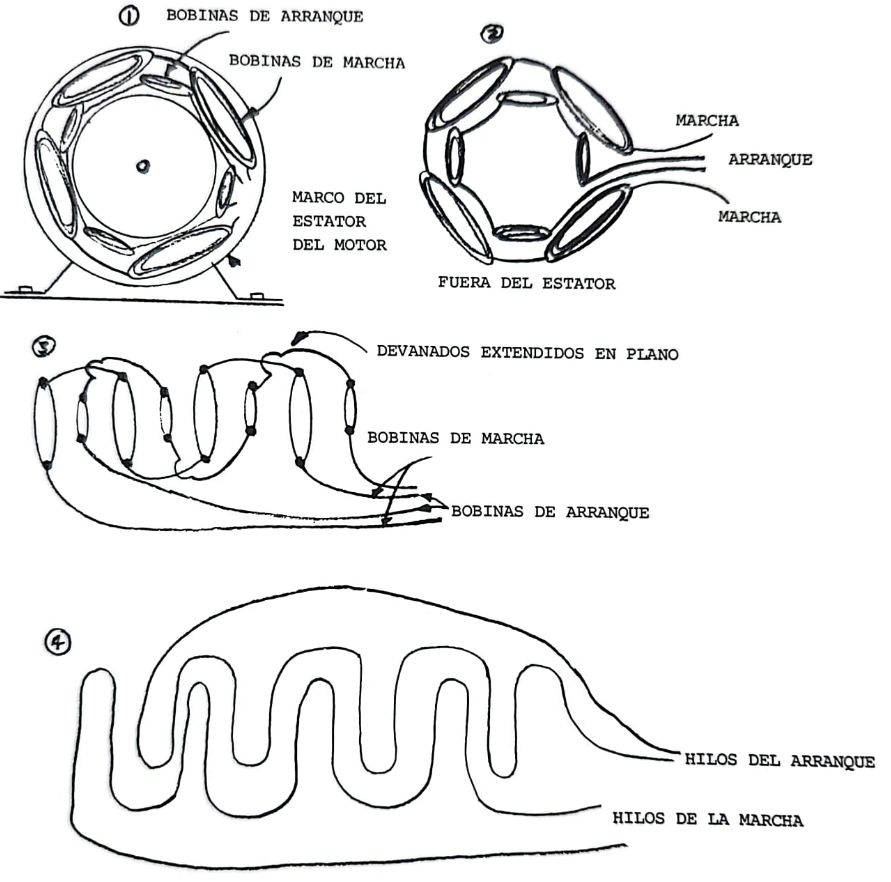 ① BOBINAS DE ARRANQUE
BOBINAS DE MARCHA
MARCO DEL
ESTATOR
DEL MOTOR
②
MARCHA
ARRANQUE
MARCHA
FUERA DEL ESTATOR
③
DEVANADOS EXTENDIDOS EN PLANO
BOBINAS DE MARCHA
BOBINAS DE ARRANQUE
④
HILOS DEL ARRANQUE
HILOS DE LA MARCHA